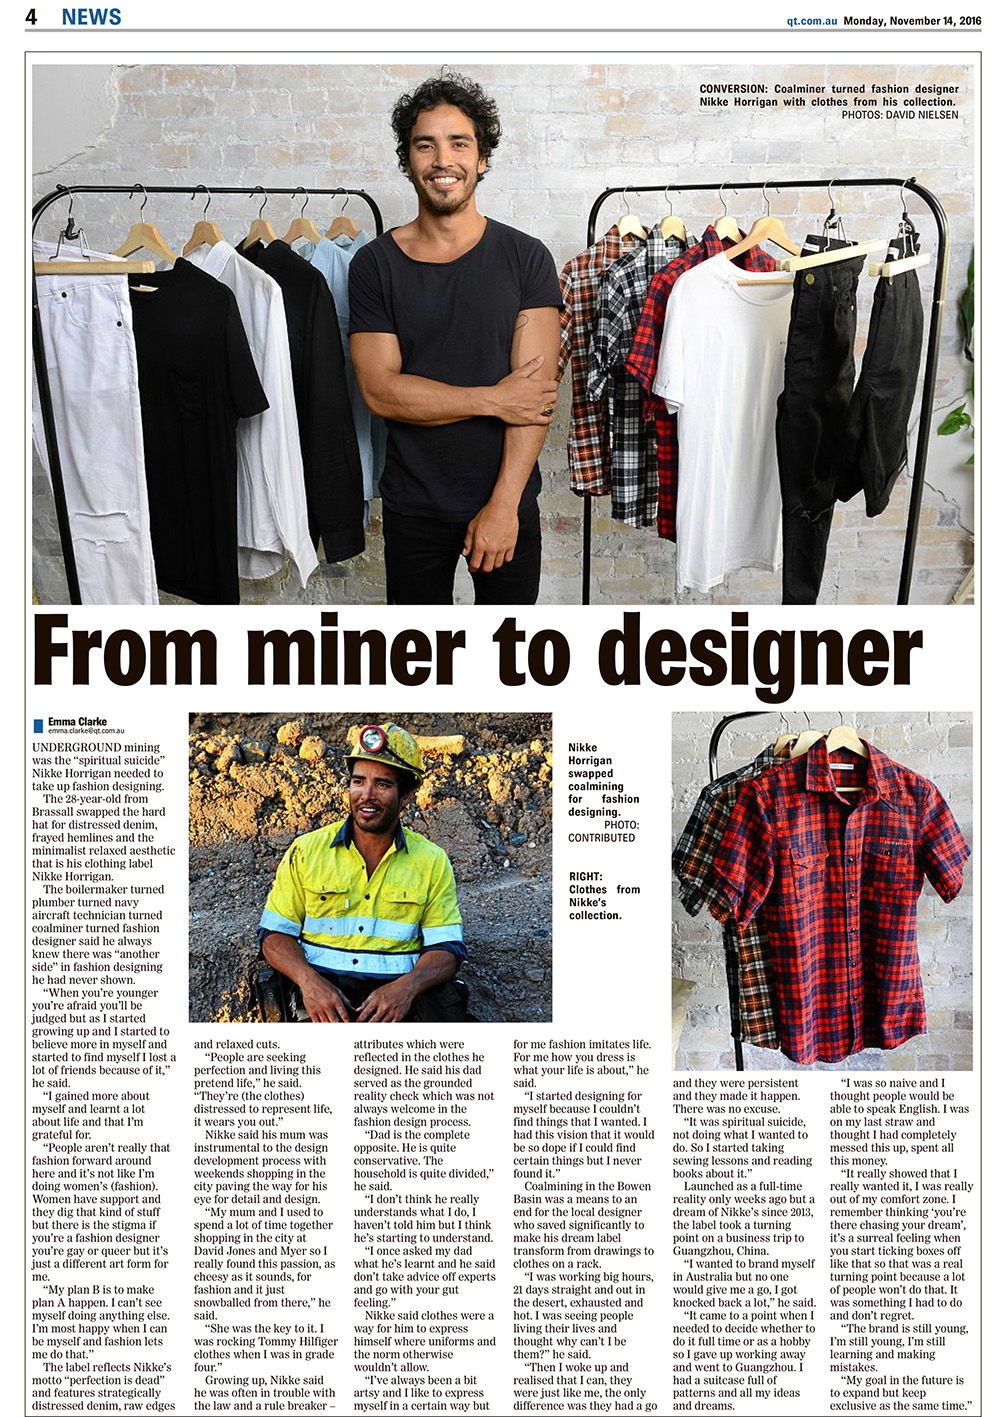 4 NEWS
qt.com.au Monday, November 14, 2016
CONVERSION: Coalminer turned fashion designer
Nikke Horrigan with clothes from his collection.
PHOTOS: DAVID NIELSEN
From miner to designer
Emma Clarke
emma.clarke@qt.com.au
UNDERGROUND mining
was the “spiritual suicide”
Nikke Horrigan needed to
take up fashion designing.
The 28-year-old from
Brassall swapped the hard
hat for distressed denim,
frayed hemlines and the
minimalist relaxed aesthetic
that is his clothing label
Nikke Horrigan.
The boilermaker turned
plumber turned navy
aircraft technician turned
coalminer turned fashion
designer said he always
knew there was “another
side” in fashion designing
he had never shown.
“When you’re younger
you’re afraid you’ll be
judged but as I started
growing up and I started to
believe more in myself and
started to find myself I lost a
lot of friends because of it,”
he said.
“I gained more about
myself and learnt a lot
about life and that I’m
grateful for.
“People aren’t really that
fashion forward around
here and it’s not like I’m
doing women’s (fashion).
Women have support and
they dig that kind of stuff
but there is the stigma if
you’re a fashion designer
you’re gay or queer but it’s
just a different art form for
me.
“My plan B is to make
plan A happen. I can’t see
myself doing anything else.
I’m most happy when I can
be myself and fashion lets
me do that.”
The label reflects Nikke’s
motto “perfection is dead”
and features strategically
distressed denim, raw edges
Nikke
Horrigan
swapped
coalmining
for fashion
designing.
PHOTO:
CONTRIBUTED
RIGHT:
Clothes from
Nikke’s
collection.
and relaxed cuts.
“People are seeking
perfection and living this
pretend life,” he said.
“They’re (the clothes)
distressed to represent life,
it wears you out.”
Nikke said his mum was
instrumental to the design
development process with
weekends shopping in the
city paving the way for his
eye for detail and design.
“My mum and I used to
spend a lot of time together
shopping in the city at
David Jones and Myer so I
really found this passion, as
cheesy as it sounds, for
fashion and it just
snowballed from there,” he
said.
“She was the key to it. I
was rocking Tommy Hilfiger
clothes when I was in grade
four.”
Growing up, Nikke said
he was often in trouble with
the law and a rule breaker –
attributes which were
reflected in the clothes he
designed. He said his dad
served as the grounded
reality check which was not
always welcome in the
fashion design process.
“Dad is the complete
opposite. He is quite
conservative. The
household is quite divided,”
he said.
“I don’t think he really
understands what I do, I
haven’t told him but I think
he’s starting to understand.
“I once asked my dad
what he’s learnt and he said
don’t take advice off experts
and go with your gut
feeling.”
Nikke said clothes were a
way for him to express
himself where uniforms and
the norm otherwise
wouldn’t allow.
“I’ve always been a bit
artsy and I like to express
myself in a certain way but
for me fashion imitates life.
For me how you dress is
what your life is about,” he
said.
“I started designing for
myself because I couldn’t
find things that I wanted. I
had this vision that it would
be so dope if I could find
certain things but I never
found it.”
Coalmining in the Bowen
Basin was a means to an
end for the local designer
who saved significantly to
make his dream label
transform from drawings to
clothes on a rack.
“I was working big hours,
21 days straight and out in
the desert, exhausted and
hot. I was seeing people
living their lives and
thought why can’t I be
them?” he said.
“Then I woke up and
realised that I can, they
were just like me, the only
difference was they had a go
and they were persistent
and they made it happen.
There was no excuse.
“It was spiritual suicide,
not doing what I wanted to
do. So I started taking
sewing lessons and reading
books about it.”
Launched as a full-time
reality only weeks ago but a
dream of Nikke’s since 2013,
the label took a turning
point on a business trip to
Guangzhou, China.
“I wanted to brand myself
in Australia but no one
would give me a go, I got
knocked back a lot,” he said.
“It came to a point when I
needed to decide whether to
do it full time or as a hobby
so I gave up working away
and went to Guangzhou. I
had a suitcase full of
patterns and all my ideas
and dreams.
“I was so naive and I
thought people would be
able to speak English. I was
on my last straw and
thought I had completely
messed this up, spent all
this money.
“It really showed that I
really wanted it, I was really
out of my comfort zone. I
remember thinking ‘you’re
there chasing your dream’,
it’s a surreal feeling when
you start ticking boxes off
like that so that was a real
turning point because a lot
of people won’t do that. It
was something I had to do
and don’t regret.
“The brand is still young,
I’m still young, I’m still
learning and making
mistakes.
“My goal in the future is
to expand but keep
exclusive as the same time.”